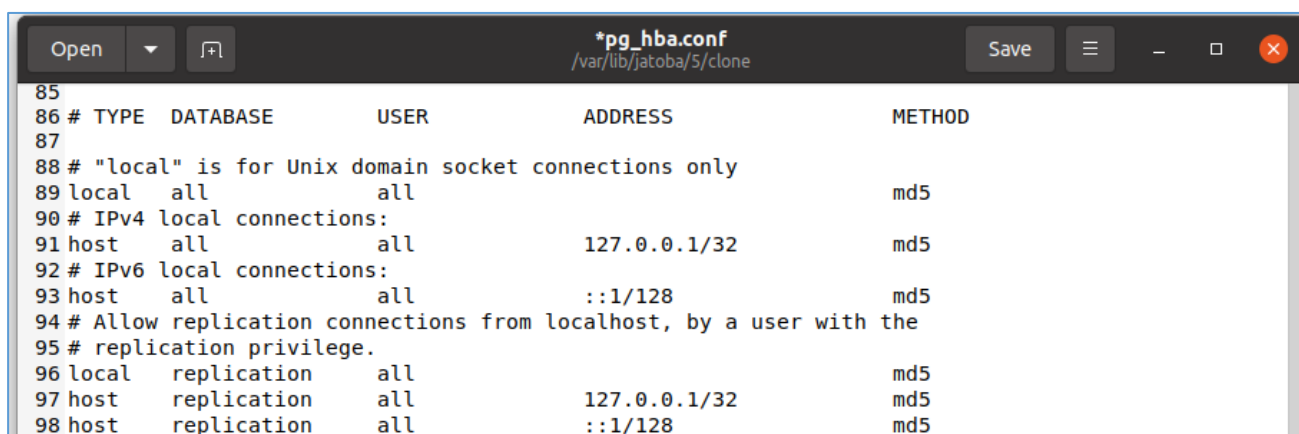 Open *pg_hba.conf Save
/var/lib/jatoba/5/clone
85
86 # TYPE DATABASE USER ADDRESS METHOD
87
88 # "local" is for Unix domain socket connections only
89 local all all md5
90 # IPv4 local connections:
91 host all all 127.0.0.1/32 md5
92 # IPv6 local connections:
93 host all all ::1/128 md5
94 # Allow replication connections from localhost, by a user with the
95 # replication privilege.
96 local replication all md5
97 host replication all 127.0.0.1/32 md5
98 host replication all ::1/128 md5